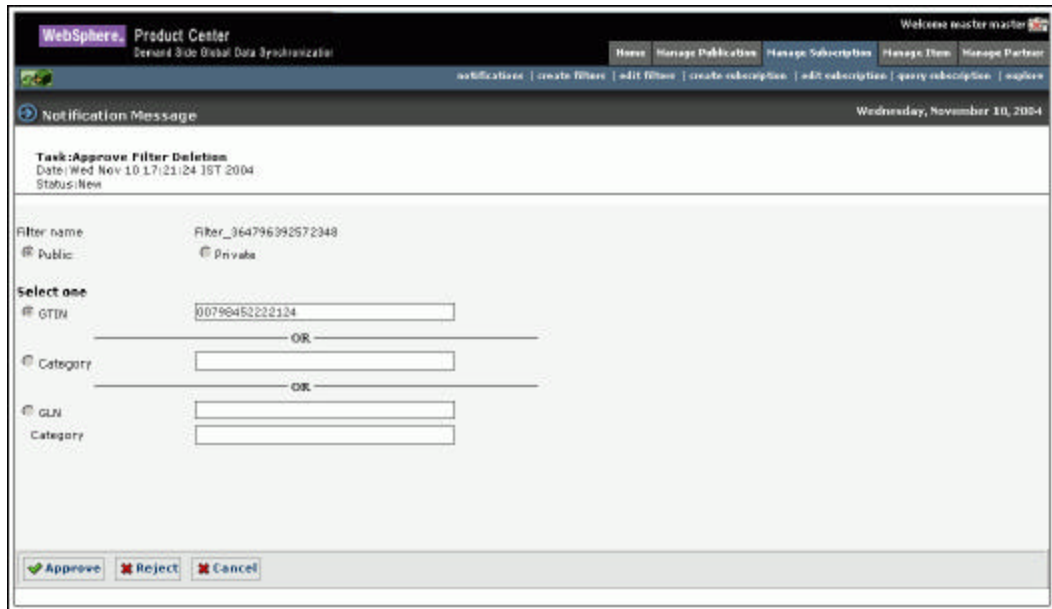 Welcome master master
WebSphere. Product Center
Demand Side Global Data Synchronization
Home Manage Publication Manage Subscription Manage Item Manage Partner
notifications | create filters | edit filters | create subscription | edit subscription | query subscription | explore
Notification Message Wednesday, November 10, 2004
Task:Approve Filter Deletion
Date:Wed Nov 10 17:21:24 IST 2004
Status:New
Filter name Filter_364796392572348
Public Private
Select one
GTIN 00798452222124
OR
Category
OR
GLN
Category
Approve Reject Cancel